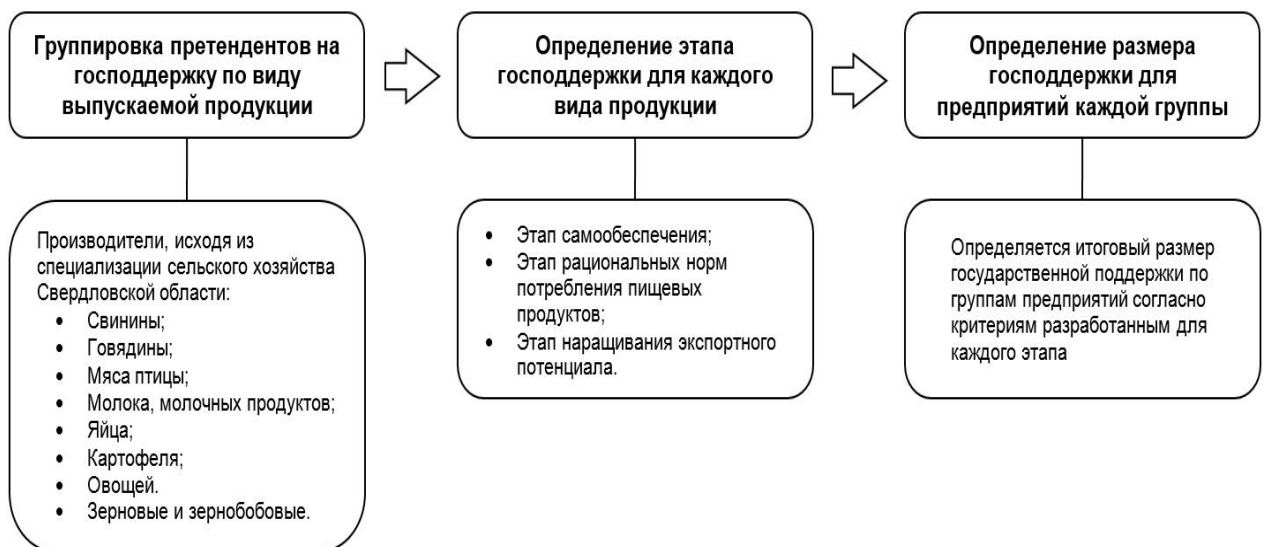 Группировка претендентов на
господдержку по виду
выпускаемой продукции
Определение этапа
господдержки для каждого
вида продукции
Определение размера
господдержки для
предприятий каждой группы
Производители, исходя из
специализации сельского хозяйства
Свердловской области:
• Свинины;
• Говядины;
• Мяса птицы;
• Молока, молочных продуктов;
• Яйца;
• Картофеля;
• Овощей.
• Зерновые и зернобобовые.
• Этап самообеспечения;
• Этап рациональных норм
потребления пищевых
продуктов;
• Этап наращивания экспортного
потенциала.
Определяется итоговый размер
государственной поддержки по
группам предприятий согласно
критериям разработанным для
каждого этапа